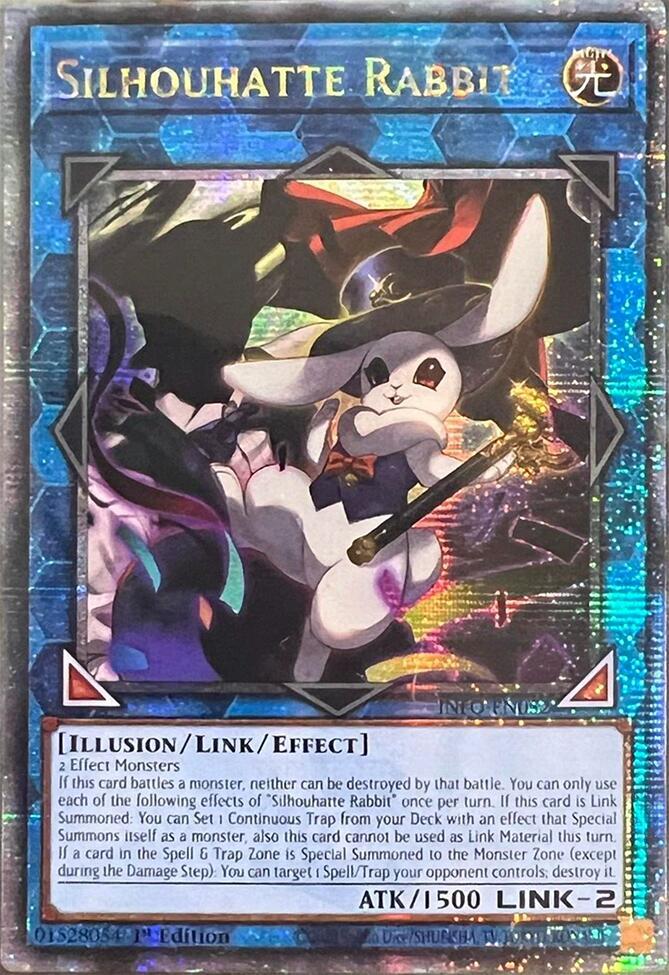 SILHOUHATTE RABBIT
光
INFO-EN052
[ILLUSION/LINK/EFFECT]
2 Effect Monsters
If this card battles a monster, neither can be destroyed by that battle. You can only use
each of the following effects of "Silhouhatte Rabbit" once per turn. If this card is Link
Summoned: You can Set 1 Continuous Trap from your Deck with an effect that Special
Summons itself as a monster, also this card cannot be used as Link Material this turn.
If a card in the Spell & Trap Zone is Special Summoned to the Monster Zone (except
during the Damage Step): You can target 1 Spell/Trap your opponent controls; destroy it.
ATK/1500 LINK-2
01528054 1st Edition